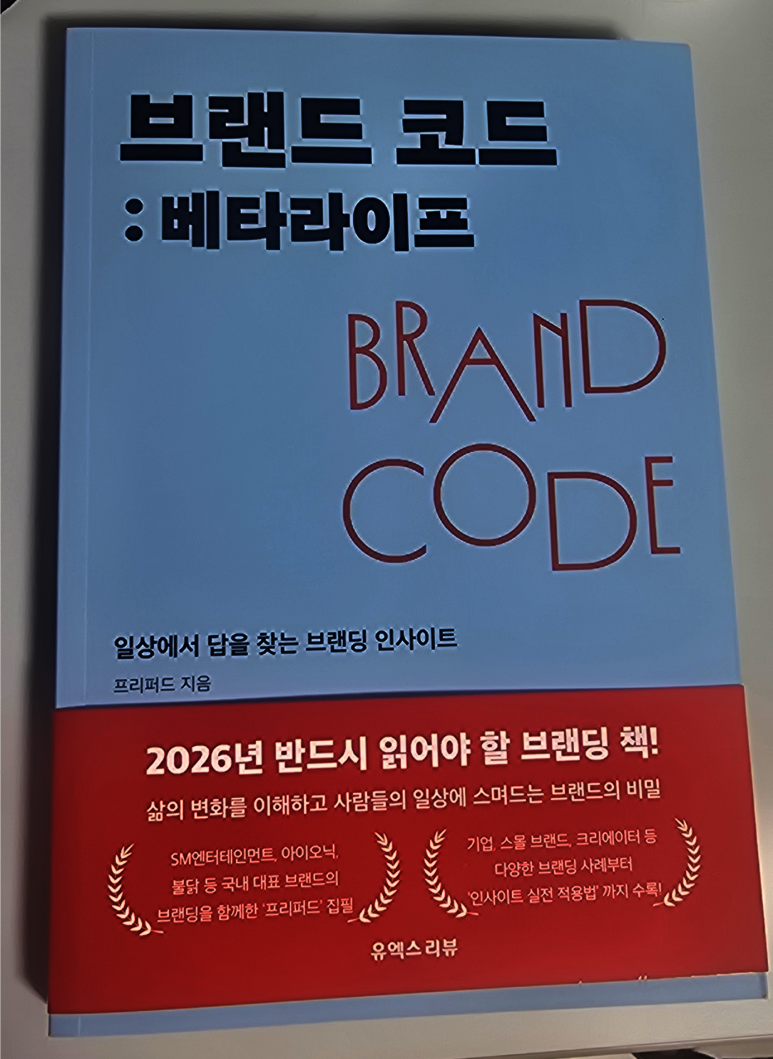 브랜드 코드
: 베타라이프
BRAND
CODE
일상에서 답을 찾는 브랜딩 인사이트
프리퍼드 지음
2026년 반드시 읽어야 할 브랜딩 책!
삶의 변화를 이해하고 사람들의 일상에 스며드는 브랜드의 비밀
SM엔터테인먼트, 아이오닉,
불닭 등 국내 대표 브랜드의
브랜딩을 함께한 '프리퍼드' 집필
기업, 스몰 브랜드, 크리에이터 등
다양한 브랜딩 사례부터
'인사이트 실전 적용법' 까지 수록!
유엑스리뷰